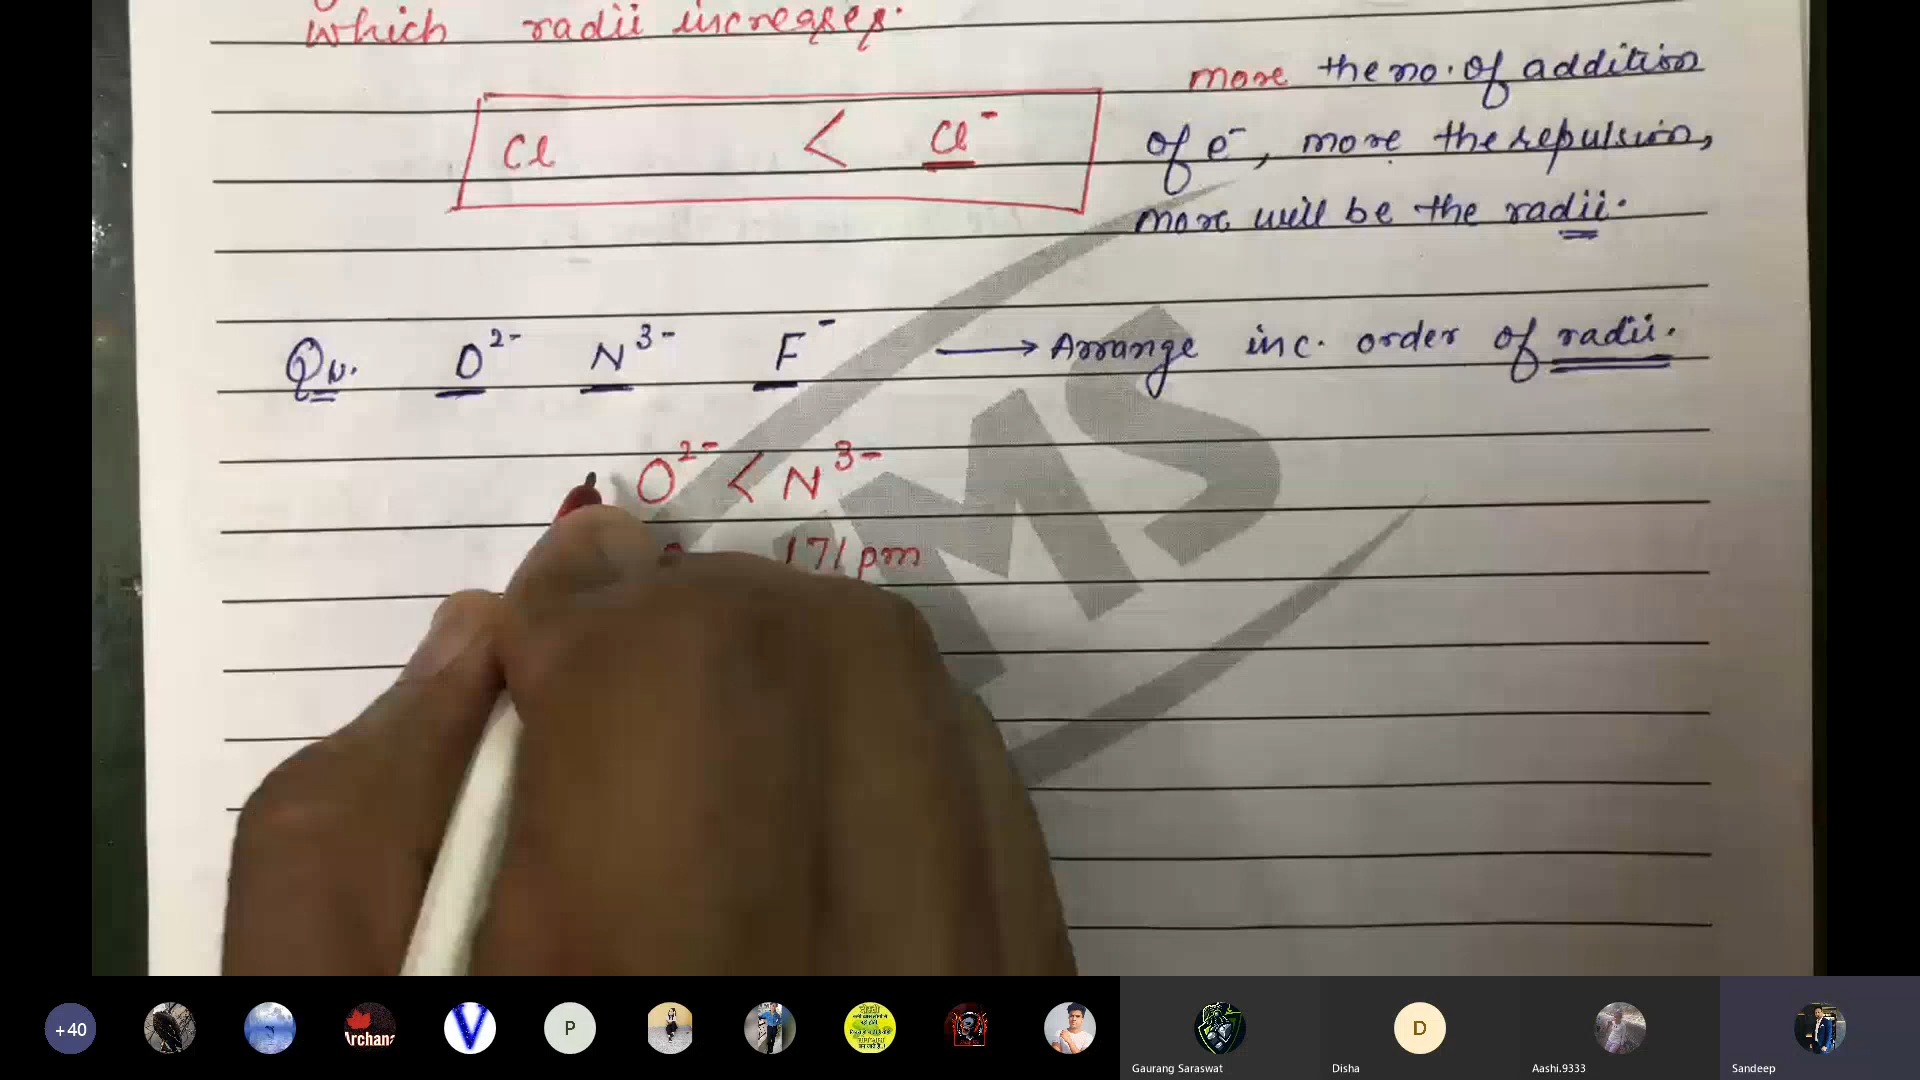 which radii increases.
more the no. of addition
Cl < Cl⁻
of e⁻, more the repulsion,
more will be the radii.
Qn. O²⁻ N³⁻ F⁻ → Arrange inc. order of radii.
O²⁻ < N³⁻
171 pm
IMS
+40
Archana
V
P
D
Gaurang Saraswat
Disha
Aashi.9333
Sandeep